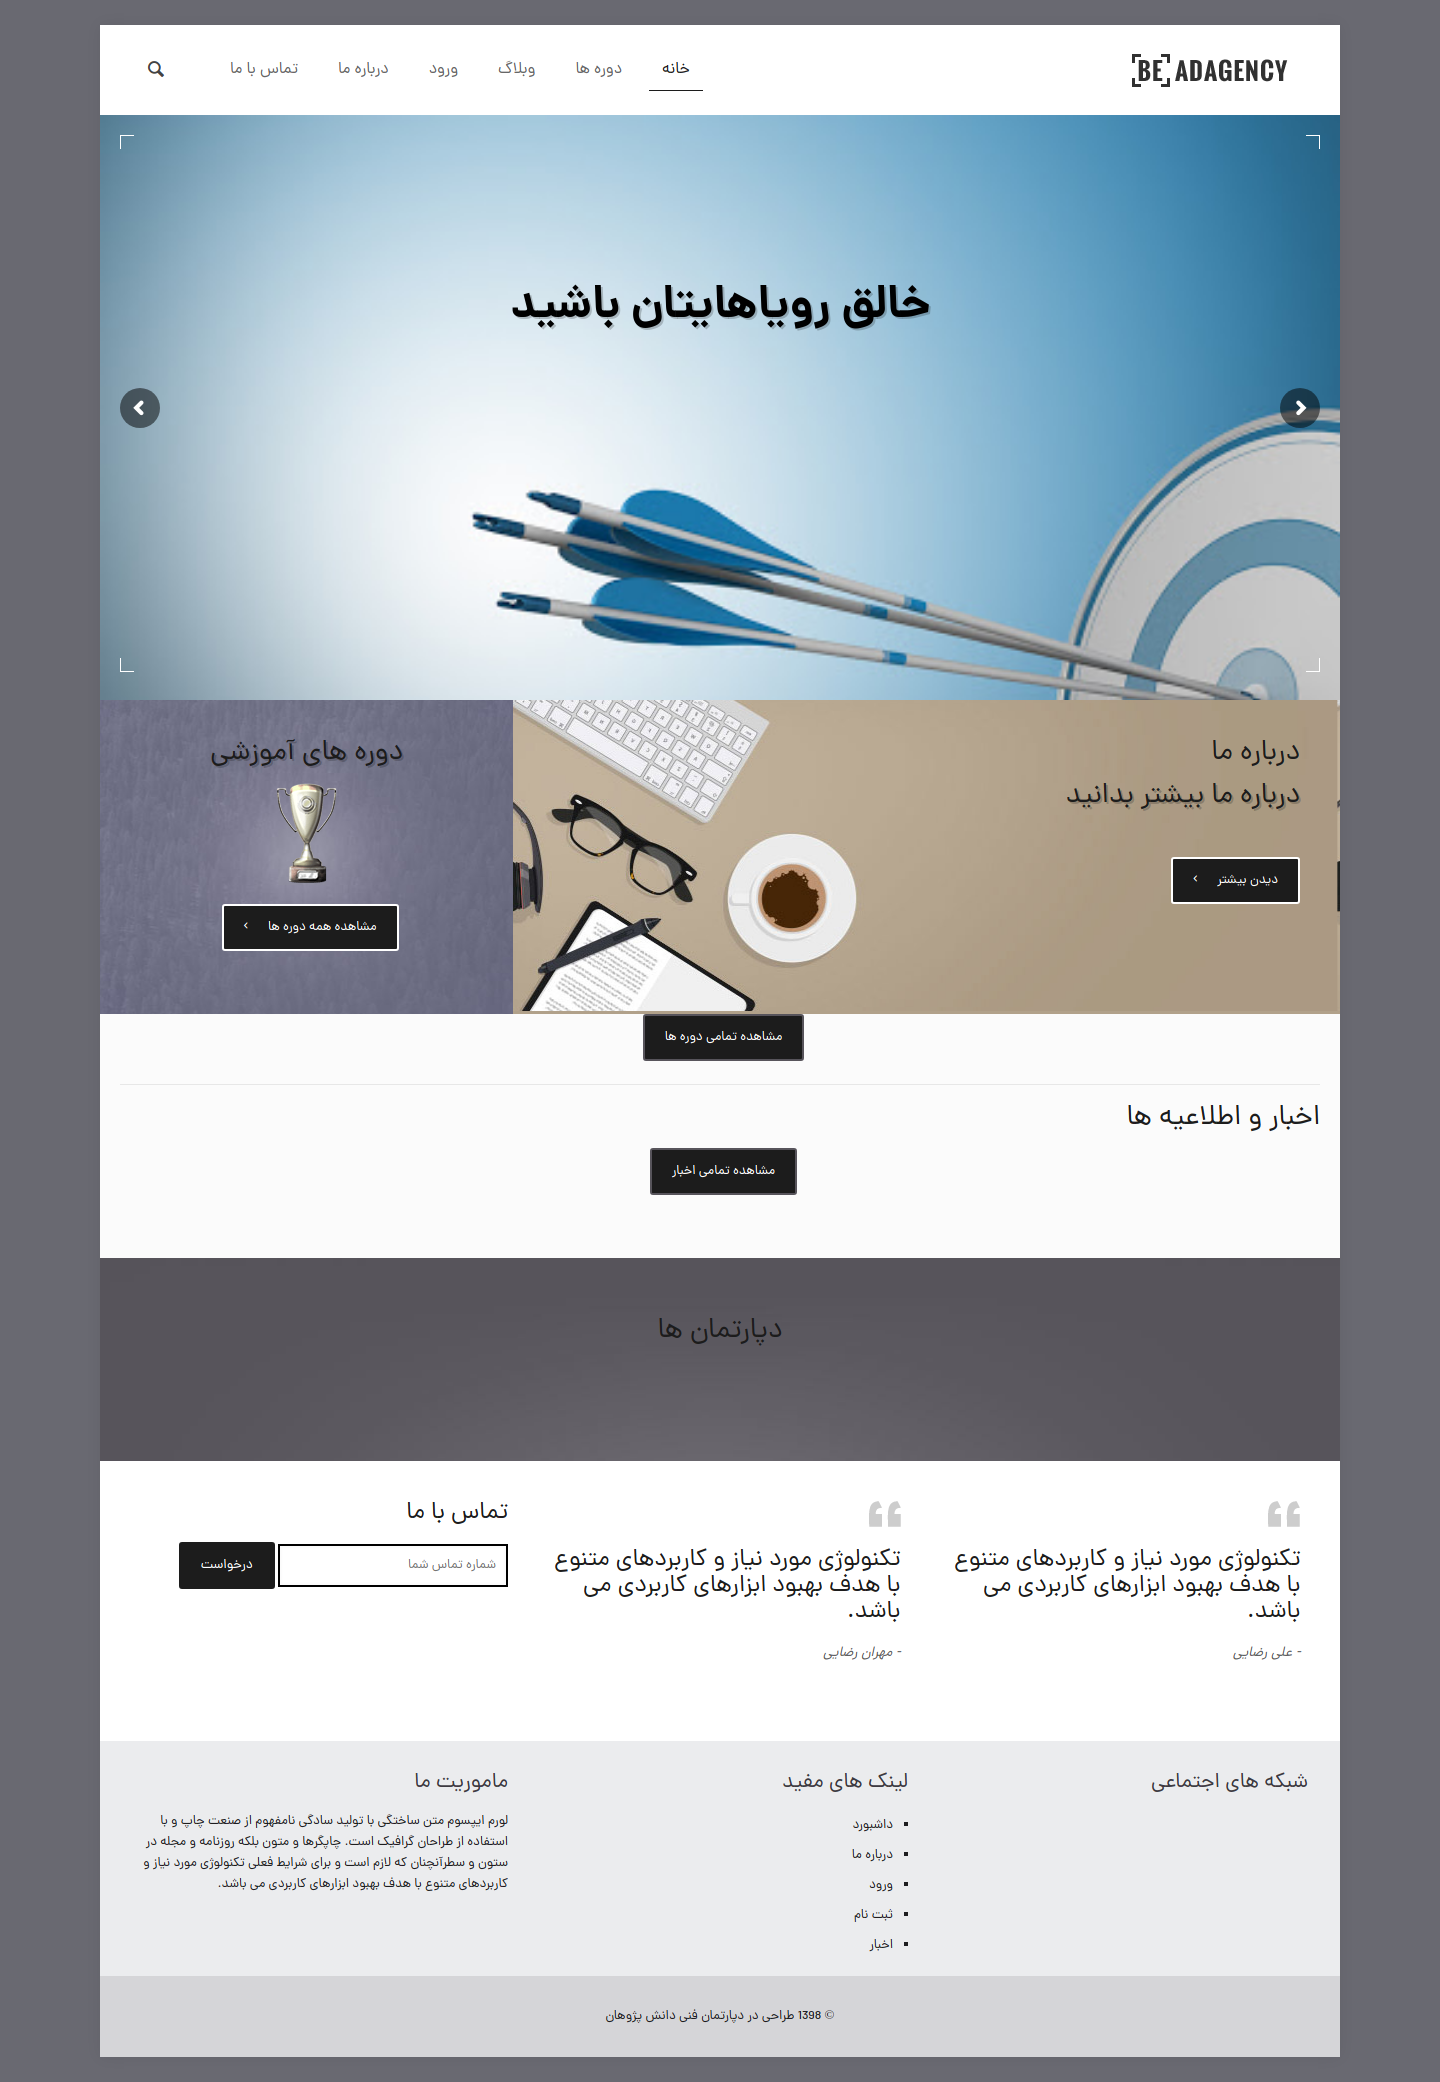 [BE] ADAGENCY
خانه
دوره ها
وبلاگ
ورود
درباره ما
تماس با ما
خالق رویاهایتان باشید
درباره ما
درباره ما بیشتر بدانید
دیدن بیشتر
دوره های آموزشی
مشاهده همه دوره ها
مشاهده تمامی دوره ها
اخبار و اطلاعیه ها
مشاهده تمامی اخبار
دپارتمان ها
تکنولوژی مورد نیاز و کاربردهای متنوع
با هدف بهبود ابزارهای کاربردی می
باشد.
- علی رضایی
تکنولوژی مورد نیاز و کاربردهای متنوع
با هدف بهبود ابزارهای کاربردی می
باشد.
- مهران رضایی
تماس با ما
شماره تماس شما
درخواست
شبکه های اجتماعی
لینک های مفید
داشبورد
درباره ما
ورود
ثبت نام
اخبار
ماموریت ما
لورم ایپسوم متن ساختگی با تولید سادگی نامفهوم از صنعت چاپ و با
استفاده از طراحان گرافیک است. چاپگرها و متون بلکه روزنامه و مجله در
ستون و سطرآنچنان که لازم است و برای شرایط فعلی تکنولوژی مورد نیاز و
کاربردهای متنوع با هدف بهبود ابزارهای کاربردی می باشد.
© 1398 طراحی در دپارتمان فنی دانش پژوهان